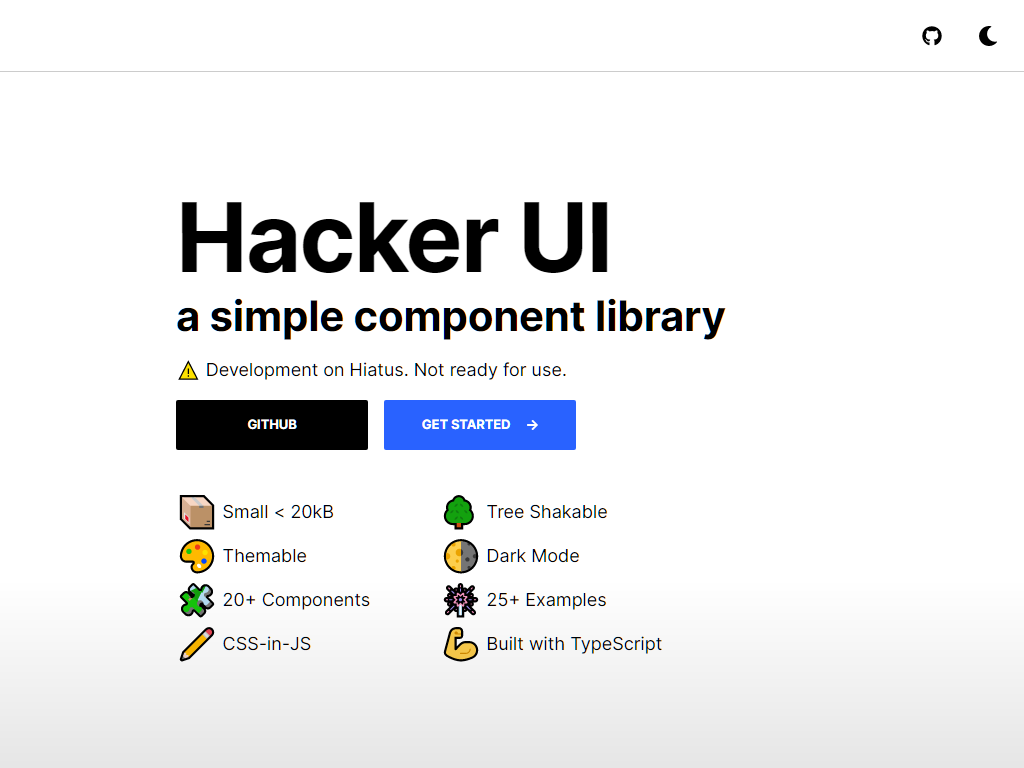 Hacker UI
a simple component library
Development on Hiatus. Not ready for use.
GITHUB
GET STARTED →
Small < 20kB
Tree Shakable
Themable
Dark Mode
20+ Components
25+ Examples
CSS-in-JS
Built with TypeScript